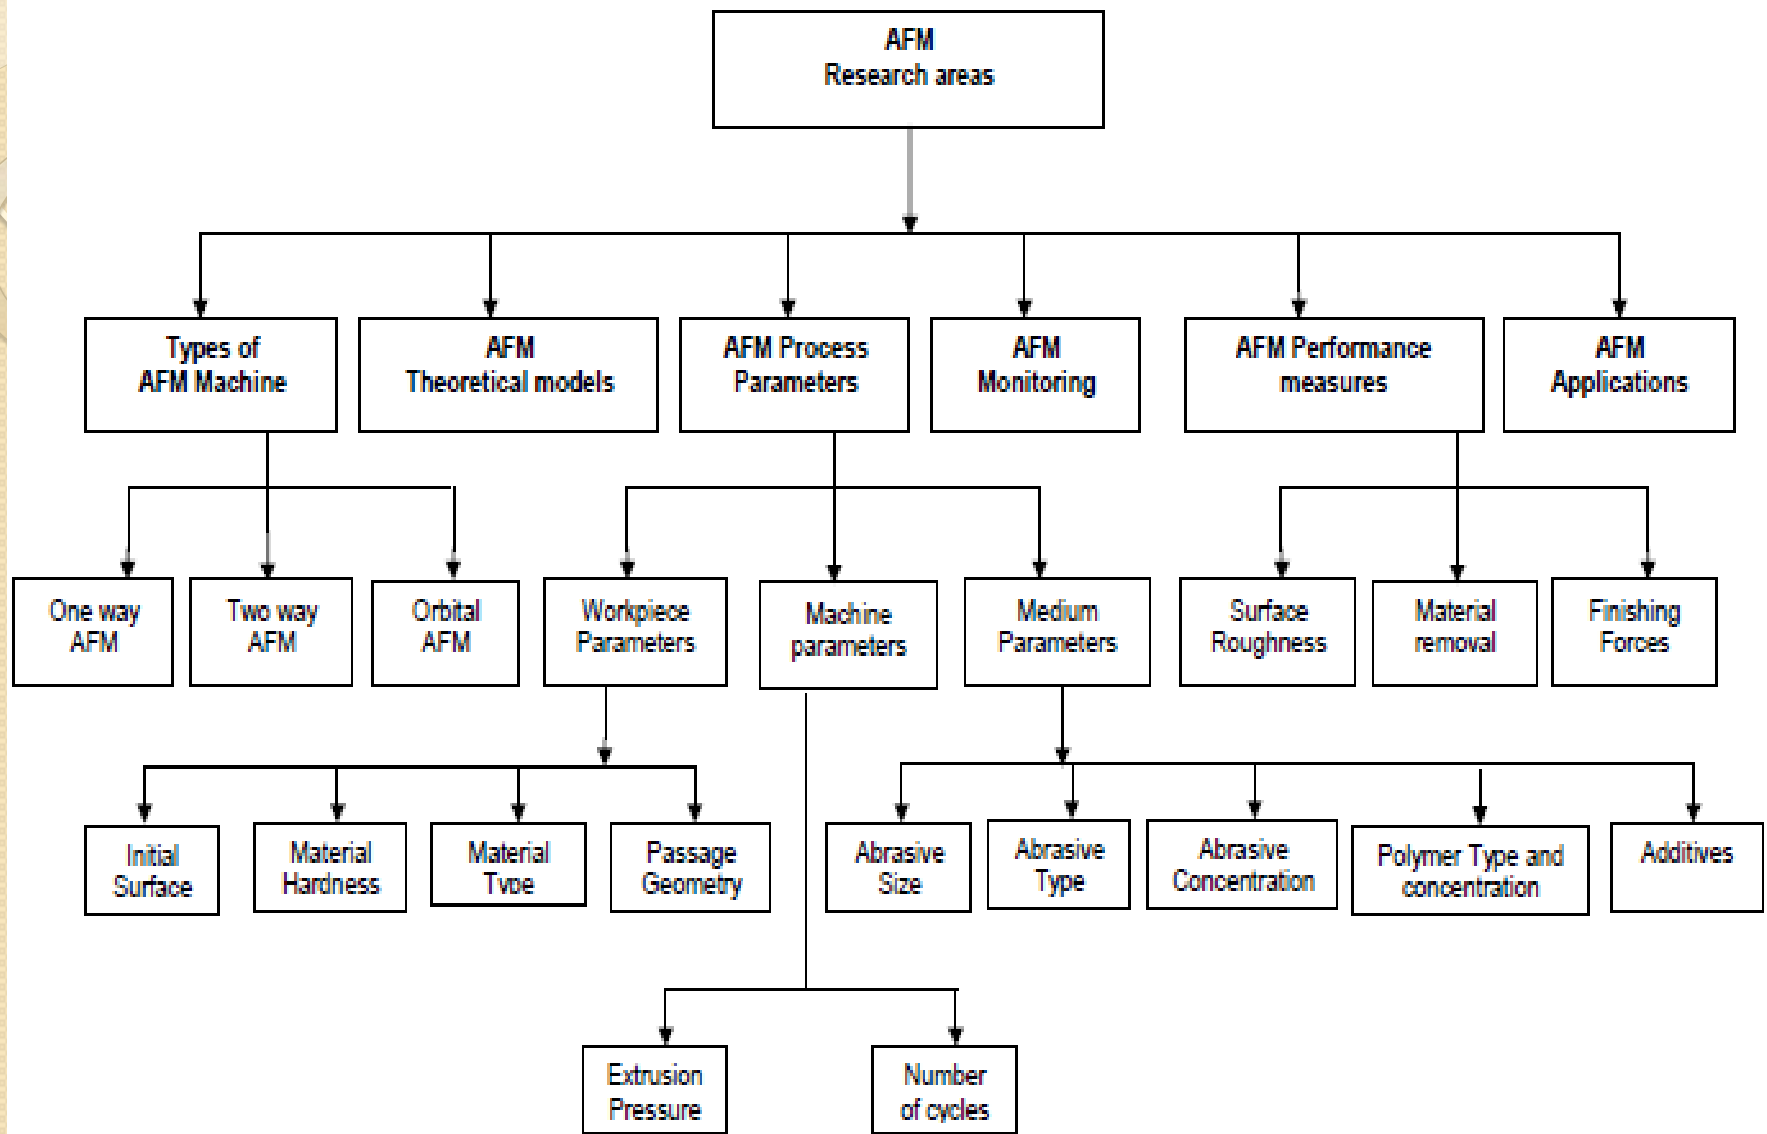 AFM
Research areas
Types of
AFM Machine
AFM
Theoretical models
AFM Process
Parameters
AFM
Monitoring
AFM Performance
measures
AFM
Applications
One way
AFM
Two way
AFM
Orbital
AFM
Workpiece
Parameters
Machine
parameters
Medium
Parameters
Surface
Roughness
Material
removal
Finishing
Forces
Initial
Surface
Material
Hardness
Material
Type
Passage
Geometry
Abrasive
Size
Abrasive
Type
Abrasive
Concentration
Polymer Type and
concentration
Additives
Extrusion
Pressure
Number
of cycles